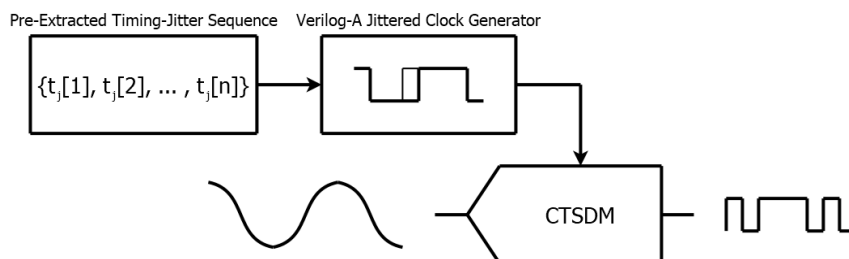 Pre-Extracted Timing-Jitter Sequence
Verilog-A Jittered Clock Generator
{tj[1], tj[2], ... , tj[n]}
CTSDM